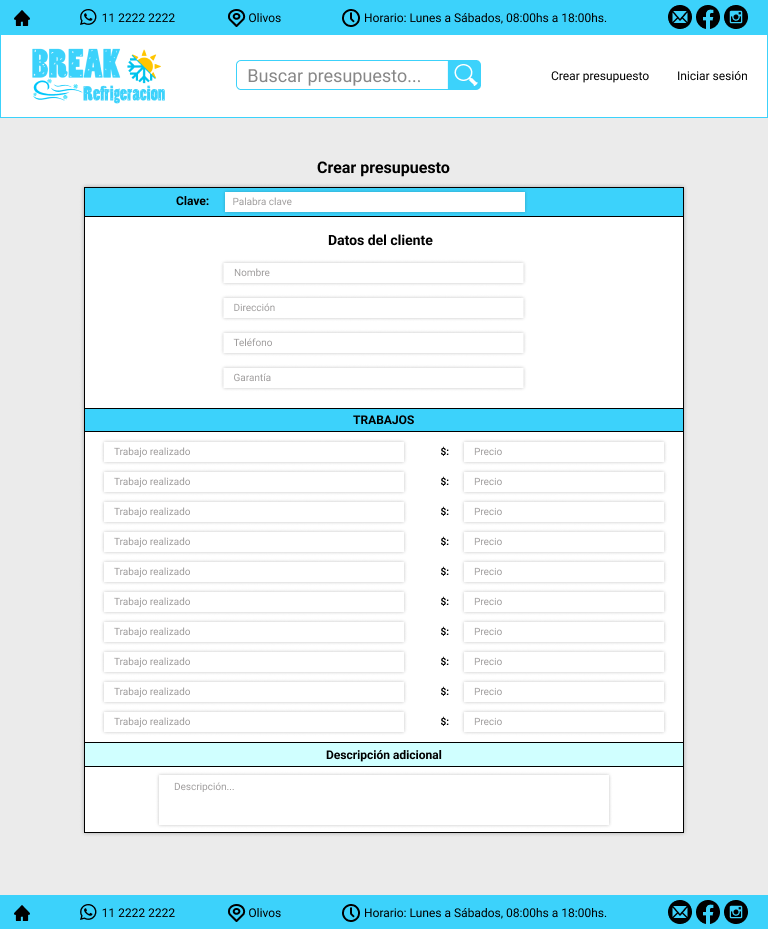 11 2222 2222 Olivos Horario: Lunes a Sábados, 08:00hs a 18:00hs.
BREAK
Refrigeracion
Buscar presupuesto...
Crear presupuesto Iniciar sesión
Crear presupuesto
Clave: Palabra clave
Datos del cliente
Nombre
Dirección
Teléfono
Garantía
TRABAJOS
Trabajo realizado $: Precio
Trabajo realizado $: Precio
Trabajo realizado $: Precio
Trabajo realizado $: Precio
Trabajo realizado $: Precio
Trabajo realizado $: Precio
Trabajo realizado $: Precio
Trabajo realizado $: Precio
Trabajo realizado $: Precio
Trabajo realizado $: Precio
Descripción adicional
Descripción...
11 2222 2222 Olivos Horario: Lunes a Sábados, 08:00hs a 18:00hs.